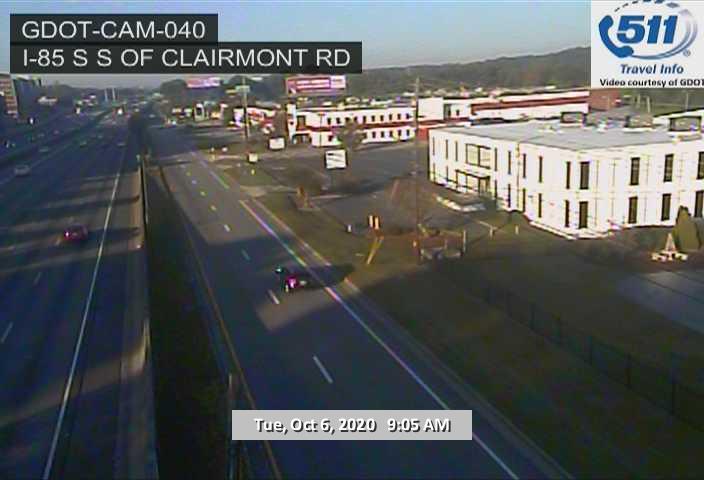 GDOT-CAM-040
I-85 S S OF CLAIRMONT RD
511
Travel Info
Video courtesy of GDOT
Tue, Oct 6, 2020 9:05 AM